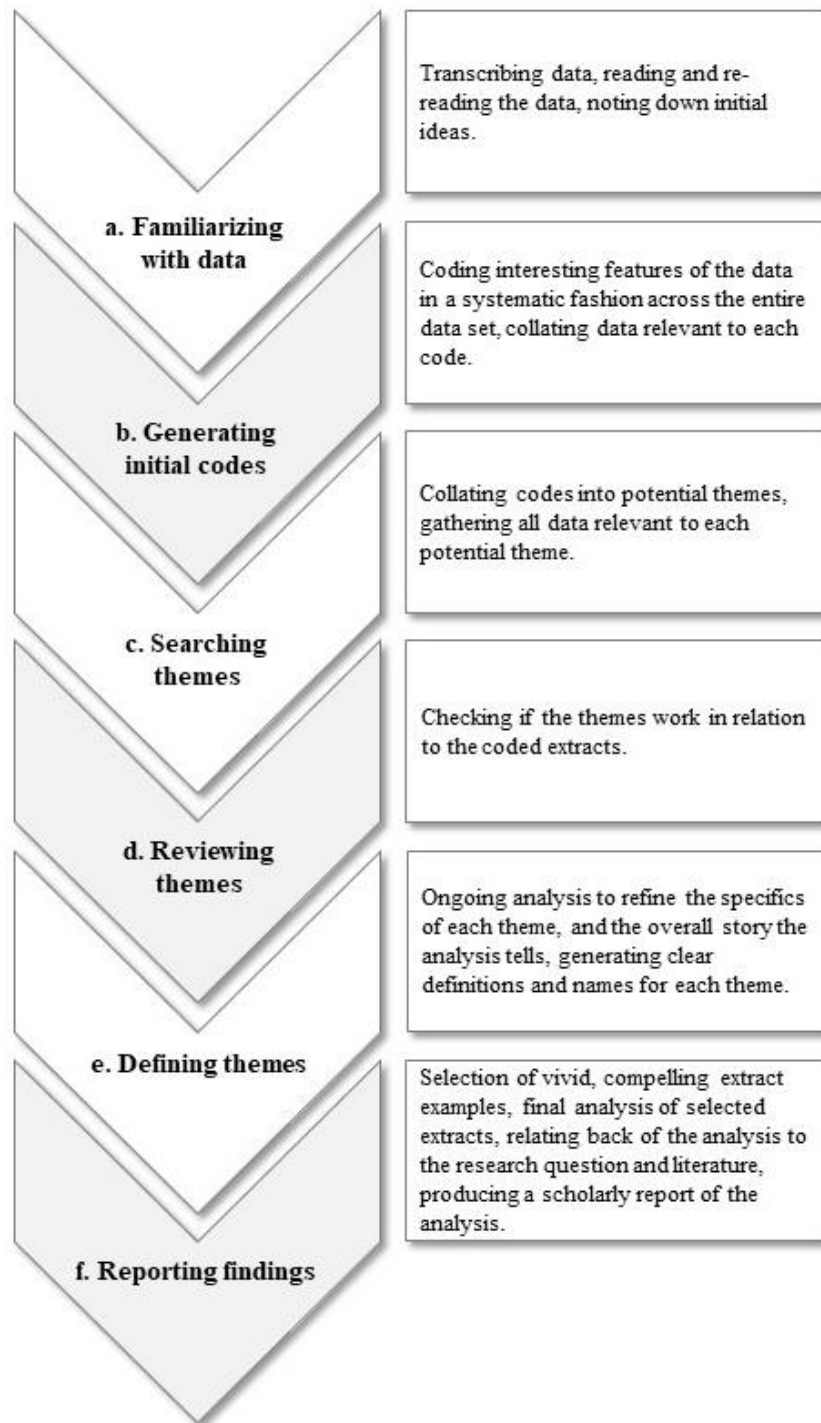 Transcribing data, reading and re-
reading the data, noting down initial
ideas.
a. Familiarizing
with data
Coding interesting features of the data
in a systematic fashion across the entire
data set, collating data relevant to each
code.
b. Generating
initial codes
Collating codes into potential themes,
gathering all data relevant to each
potential theme.
c. Searching
themes
Checking if the themes work in relation
to the coded extracts.
d. Reviewing
themes
Ongoing analysis to refine the specifics
of each theme, and the overall story the
analysis tells, generating clear
definitions and names for each theme.
e. Defining themes
Selection of vivid, compelling extract
examples, final analysis of selected
extracts, relating back of the analysis to
the research question and literature,
producing a scholarly report of the
analysis.
f. Reporting findings